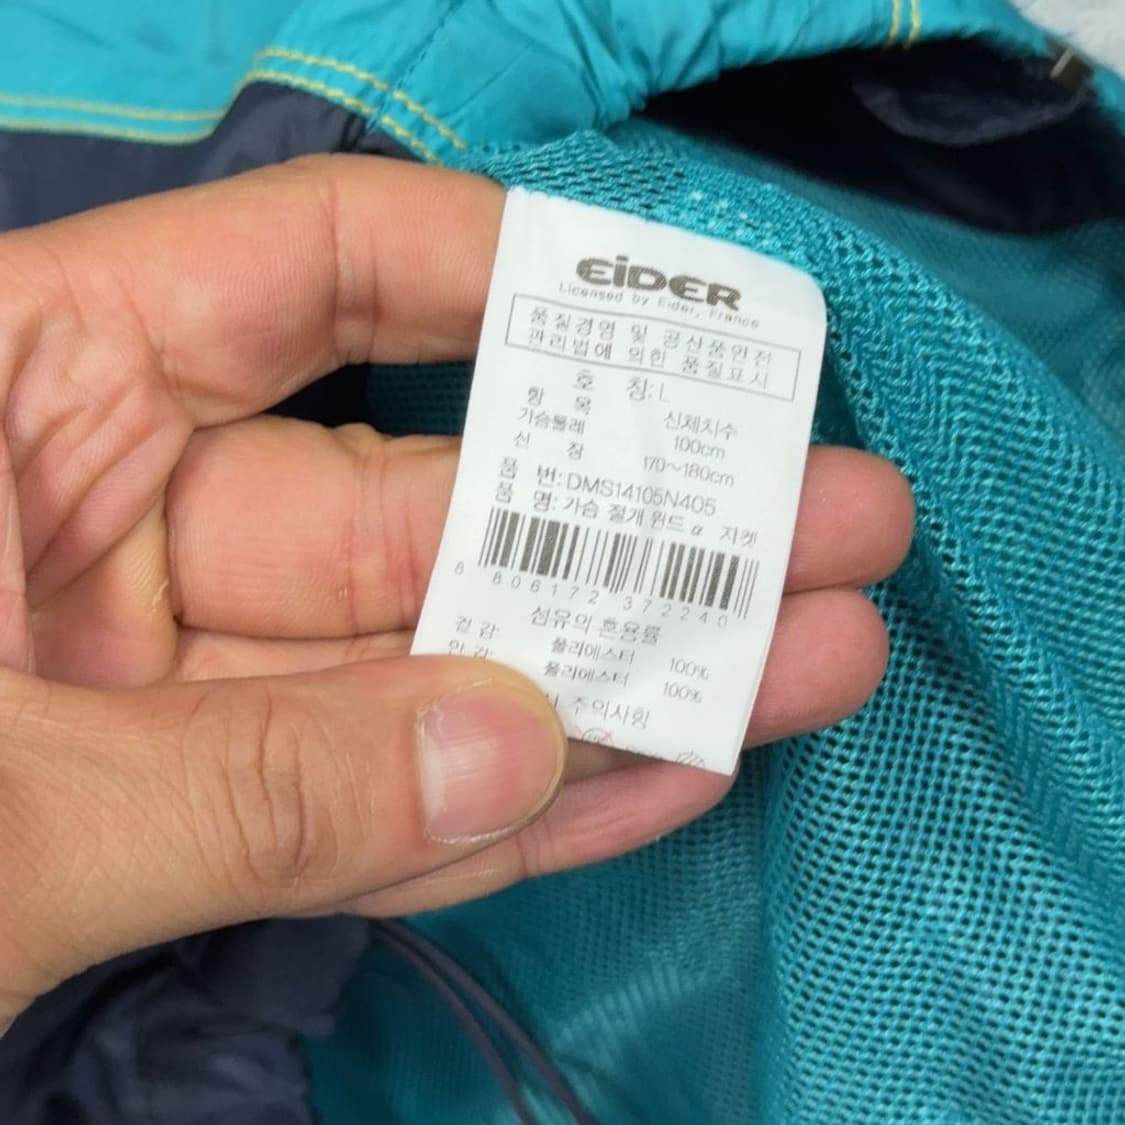 EiDER
Licensed by Eider, France
품질경영 및 공산품안전
관리법에 의한 품질표시
호 칭: L
항 목 신체치수
가슴둘레 100cm
신 장 170~180cm
품 번: DMS14105N405
품 명: 가슴 절개 윈드 α 자켓
8 806172 372240
섬유의 혼용률
겉감 폴리에스터 100%
안감 폴리에스터 100%
주의사항